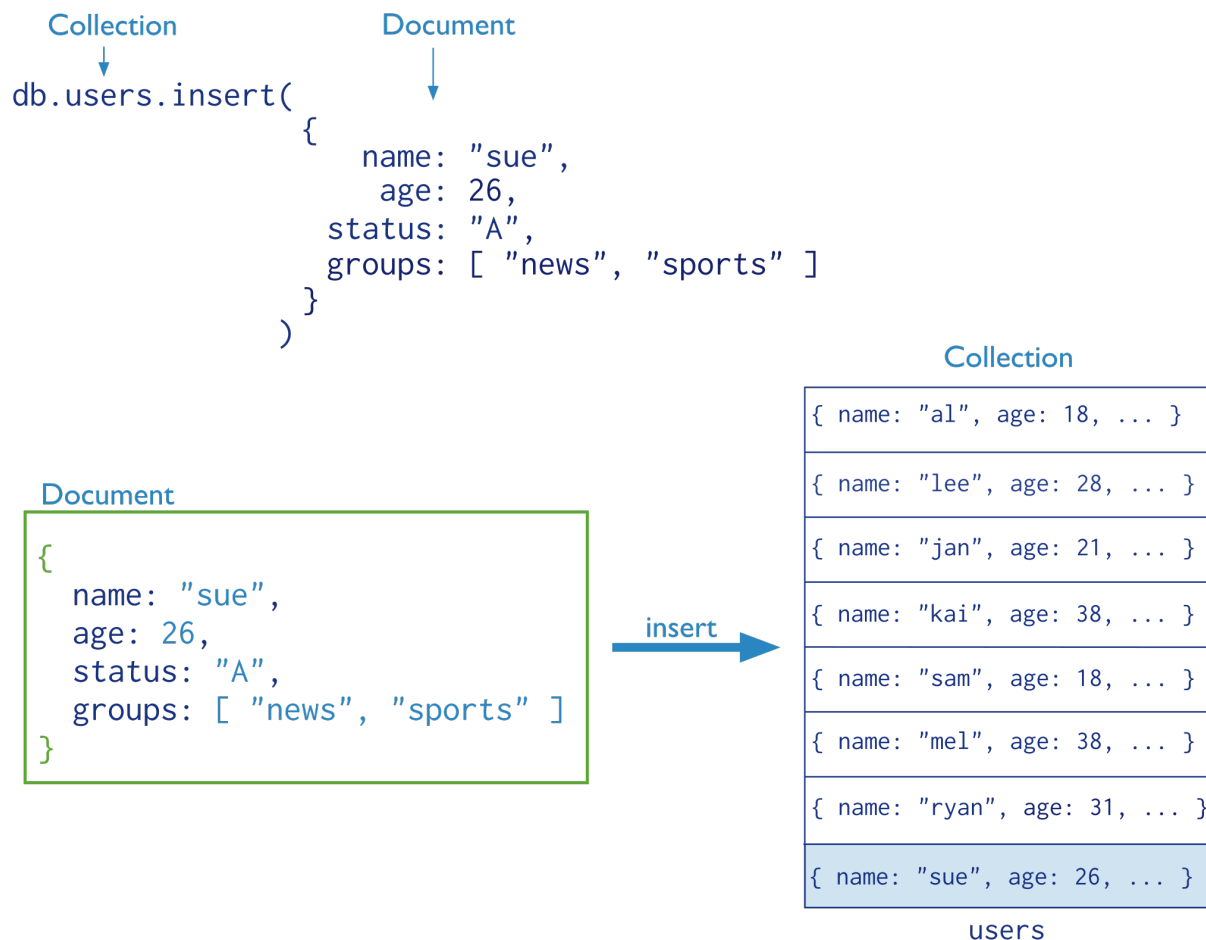 Collection Document
db.users.insert(
{
name: "sue",
age: 26,
status: "A",
groups: [ "news", "sports" ]
}
)
Document
{
name: "sue",
age: 26,
status: "A",
groups: [ "news", "sports" ]
}
insert
Collection
{ name: "al", age: 18, ... }
{ name: "lee", age: 28, ... }
{ name: "jan", age: 21, ... }
{ name: "kai", age: 38, ... }
{ name: "sam", age: 18, ... }
{ name: "mel", age: 38, ... }
{ name: "ryan", age: 31, ... }
{ name: "sue", age: 26, ... }
users